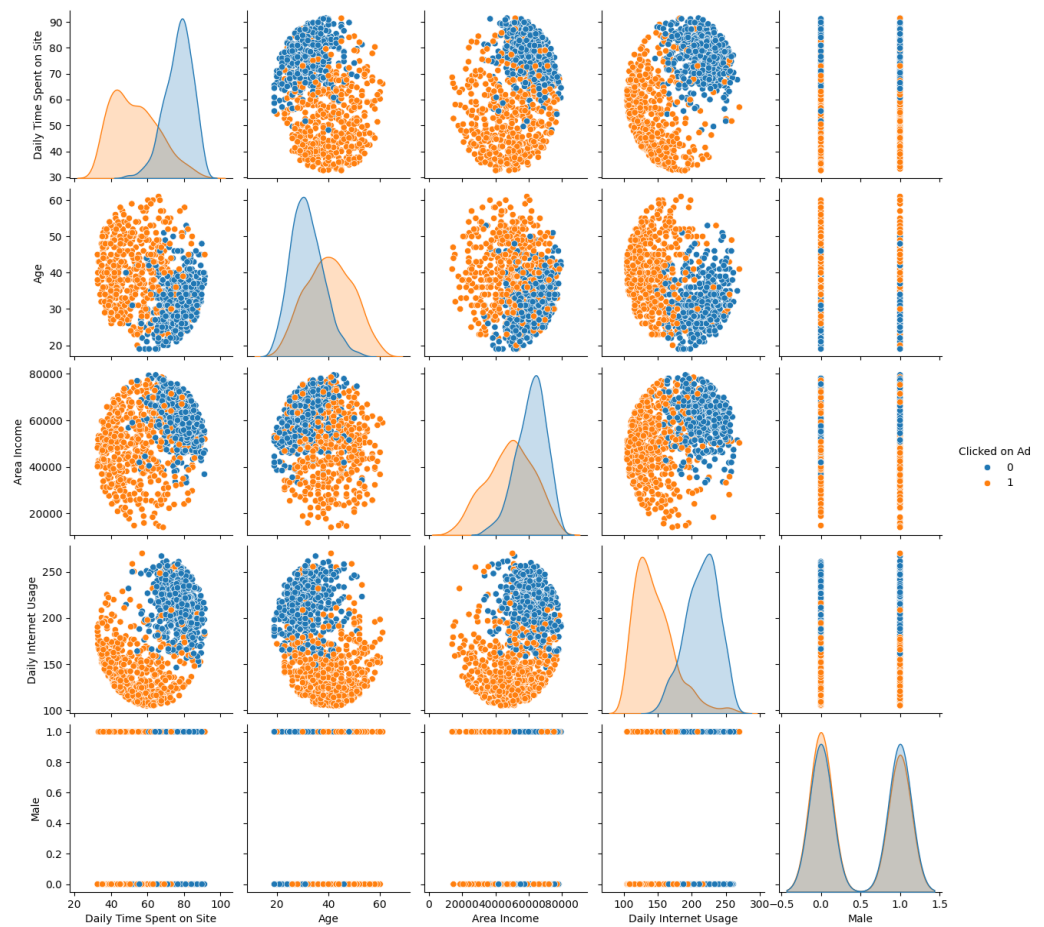 Daily Time Spent on Site
90
80
70
60
50
40
30
Age
60
50
40
30
20
Area Income
80000
60000
40000
20000
Clicked on Ad
0
1
Daily Internet Usage
250
200
150
100
Male
1.0
0.8
0.6
0.4
0.2
0.0
20 40 60 80 100
Daily Time Spent on Site
20 40 60
Age
0 20000 40000 60000 80000
Area Income
100 150 200 250 300
Daily Internet Usage
−0.5 0.0 0.5 1.0 1.5
Male